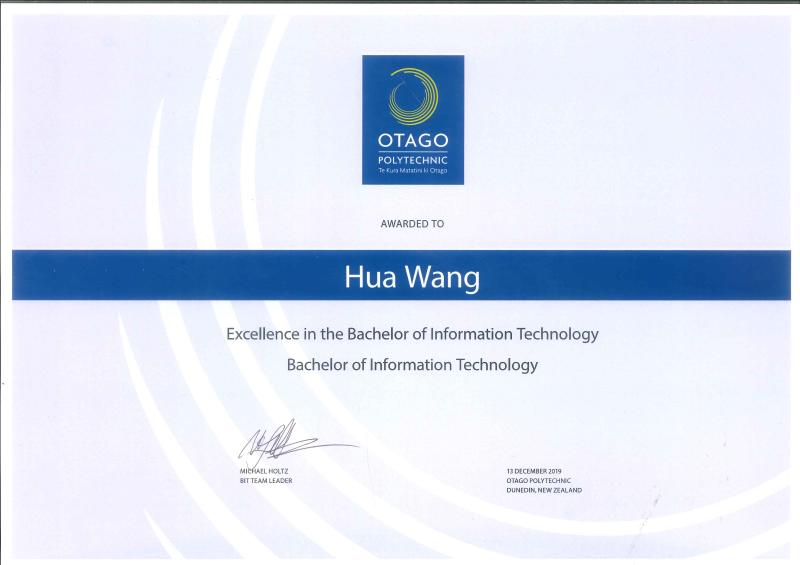 OTAGO
POLYTECHNIC
Te Kura Matatini ki Otago
AWARDED TO
Hua Wang
Excellence in the Bachelor of Information Technology
Bachelor of Information Technology
MICHAEL HOLTZ
BIT TEAM LEADER
13 DECEMBER 2019
OTAGO POLYTECHNIC
DUNEDIN, NEW ZEALAND